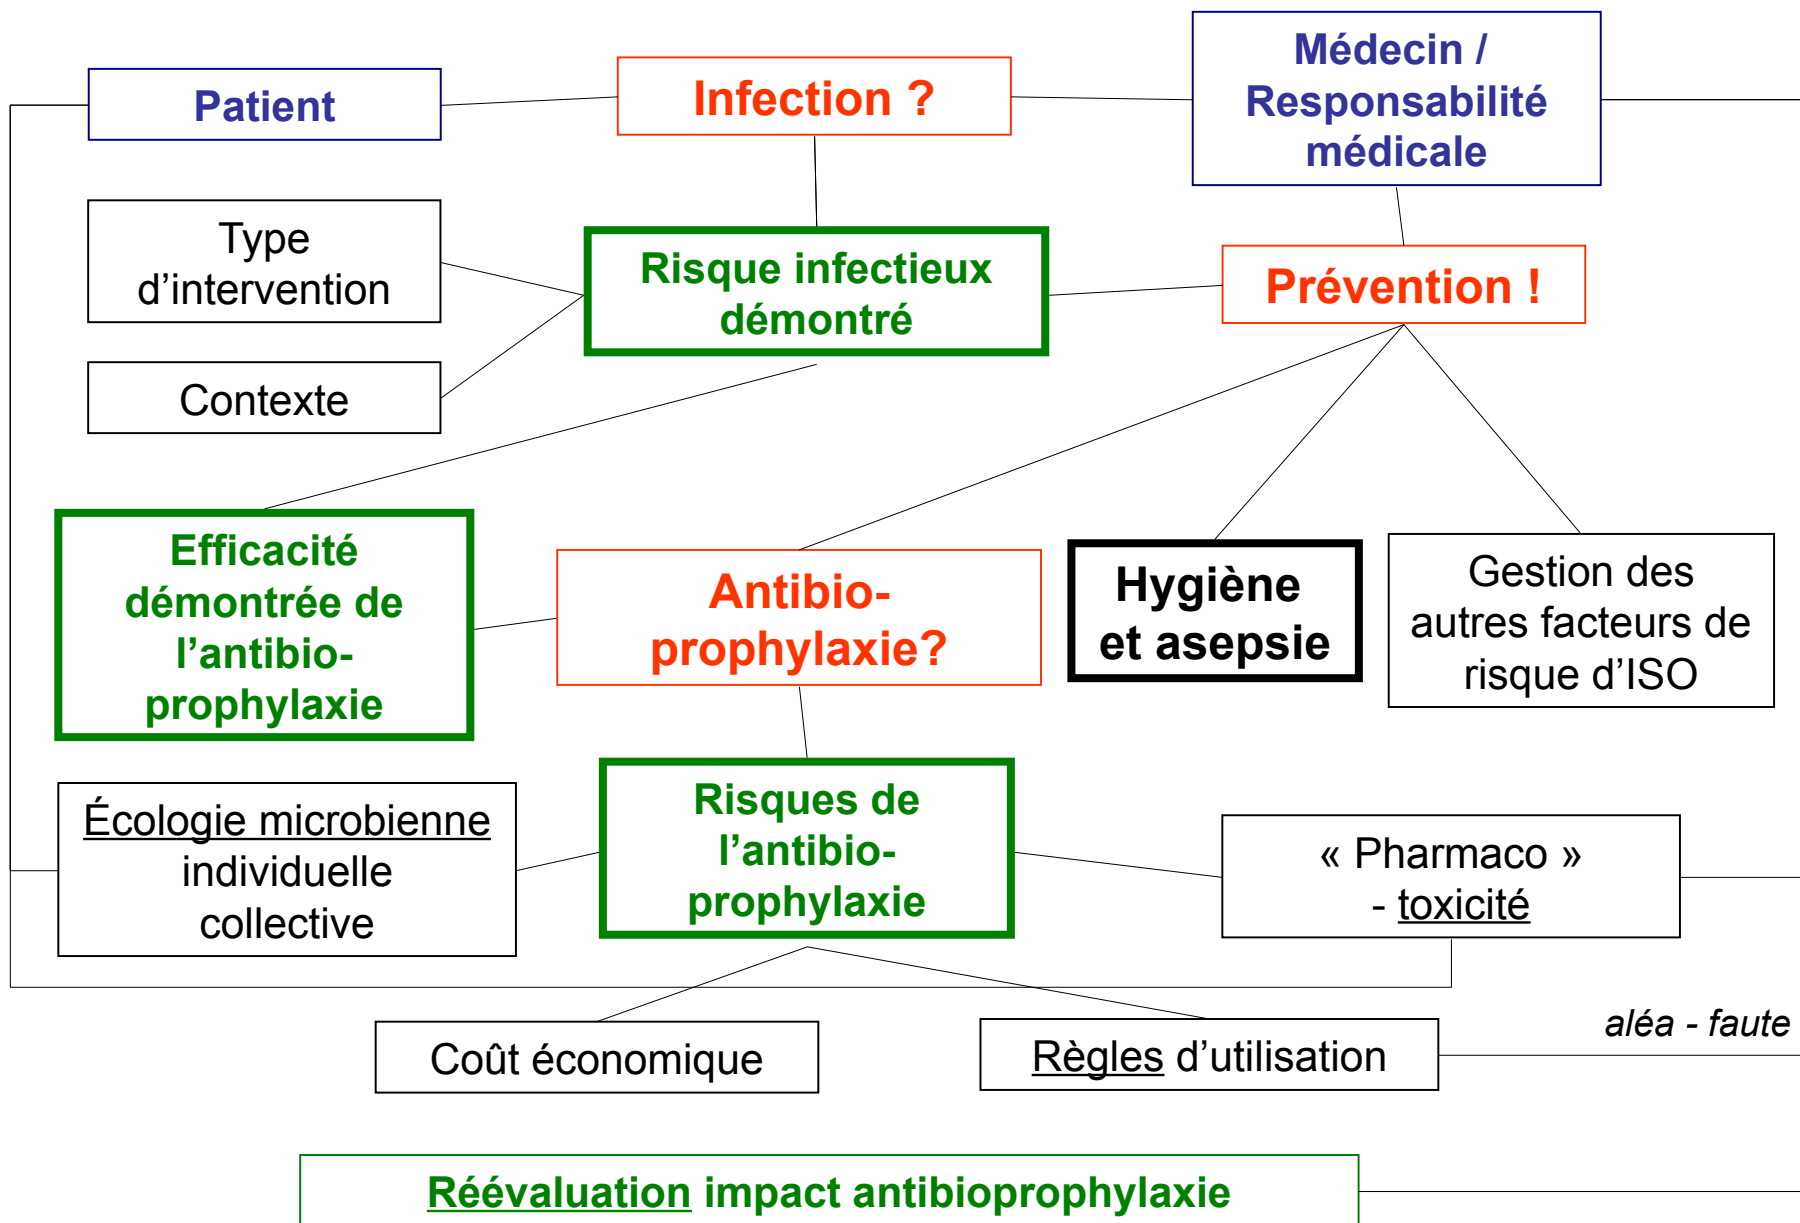 Patient
Infection ?
Médecin /
Responsabilité
médicale
Type
d’intervention
Risque infectieux
démontré
Prévention !
Contexte
Efficacité
démontrée de
l’antibio-
prophylaxie
Antibio-
prophylaxie?
Hygiène
et asepsie
Gestion des
autres facteurs de
risque d’ISO
Écologie microbienne
individuelle
collective
Risques de
l’antibio-
prophylaxie
« Pharmaco »
- toxicité
aléa - faute
Coût économique
Règles d’utilisation
Réévaluation impact antibioprophylaxie